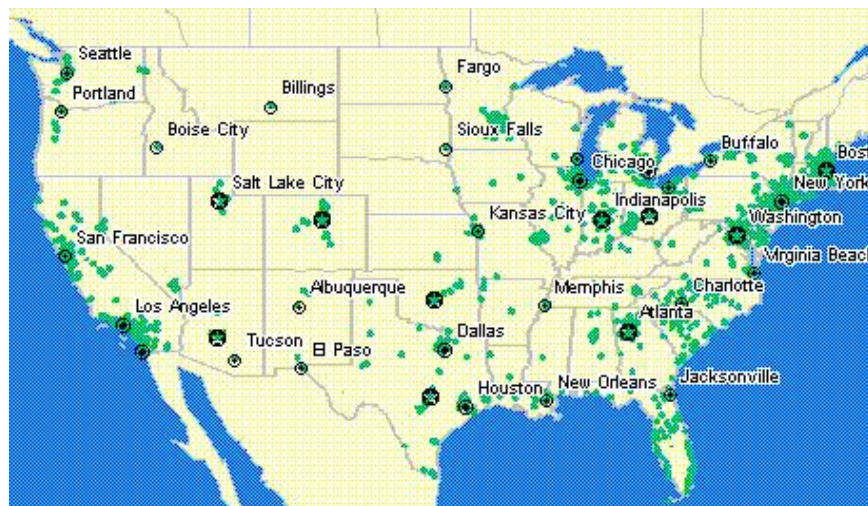 Seattle
Portland
Billings
Fargo
Boise City
Sioux Falls
Buffalo
Bost
Chicago
Salt Lake City
New York
Indianapolis
Kansas City
Washington
San Francisco
Virginia Beach
Albuquerque
Memphis
Charlotte
Los Angeles
Atlanta
Dallas
Tucson
El Paso
Houston
New Orleans
Jacksonville